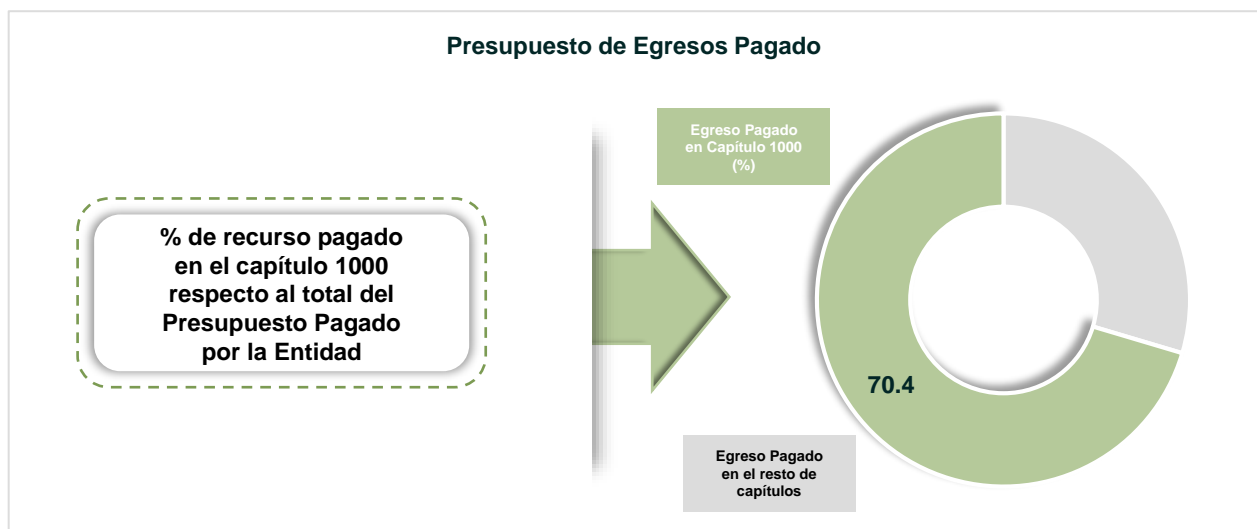 Presupuesto de Egresos Pagado
Egreso Pagado
en Capítulo 1000
(%)
% de recurso pagado
en el capítulo 1000
respecto al total del
Presupuesto Pagado
por la Entidad
70.4
Egreso Pagado
en el resto de
capítulos